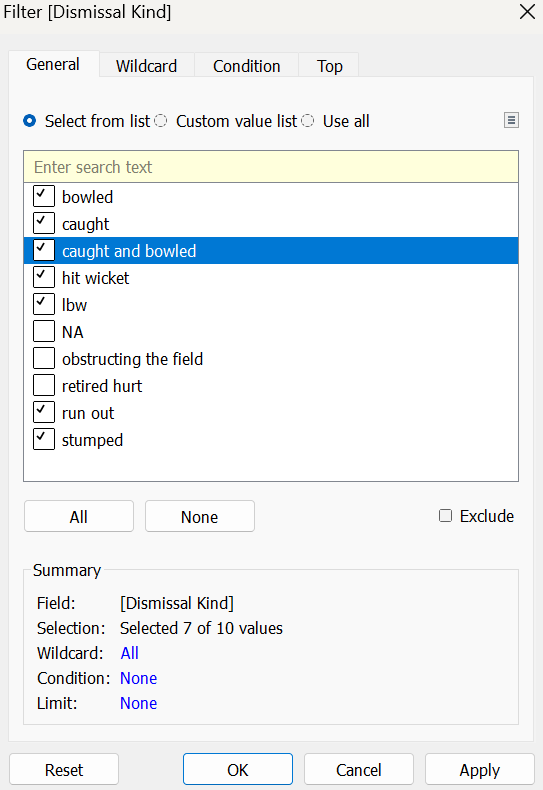 Filter [Dismissal Kind]
General Wildcard Condition Top
Select from list Custom value list Use all
Enter search text
bowled
caught
caught and bowled
hit wicket
lbw
NA
obstructing the field
retired hurt
run out
stumped
All None Exclude
Summary
Field: [Dismissal Kind]
Selection: Selected 7 of 10 values
Wildcard: All
Condition: None
Limit: None
Reset OK Cancel Apply